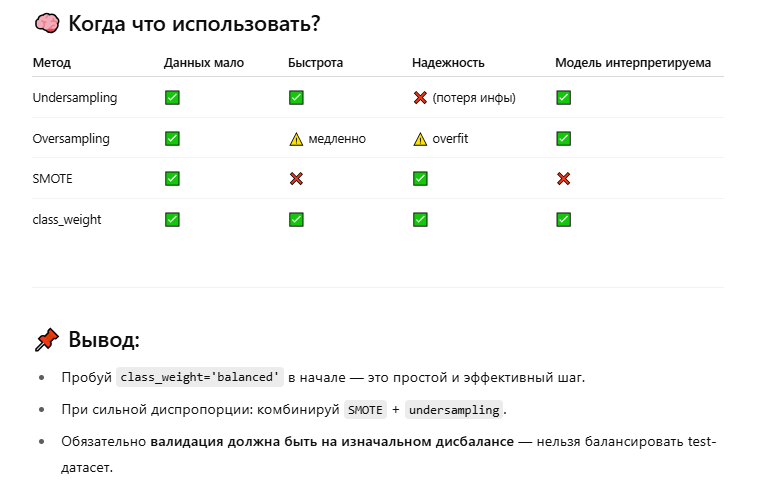 🧠 Когда что использовать?
Метод Данных мало Быстрота Надежность Модель интерпретируема
Undersampling ✅ ✅ ❌ (потеря инфы) ✅
Oversampling ✅ ⚠️ медленно ⚠️ overfit ✅
SMOTE ✅ ❌ ✅ ❌
class_weight ✅ ✅ ✅ ✅
📌 Вывод:
• Пробуй class_weight='balanced' в начале — это простой и эффективный шаг.
• При сильной диспропорции: комбинируй SMOTE + undersampling.
• Обязательно валидация должна быть на изначальном дисбалансе — нельзя балансировать test-
датасет.